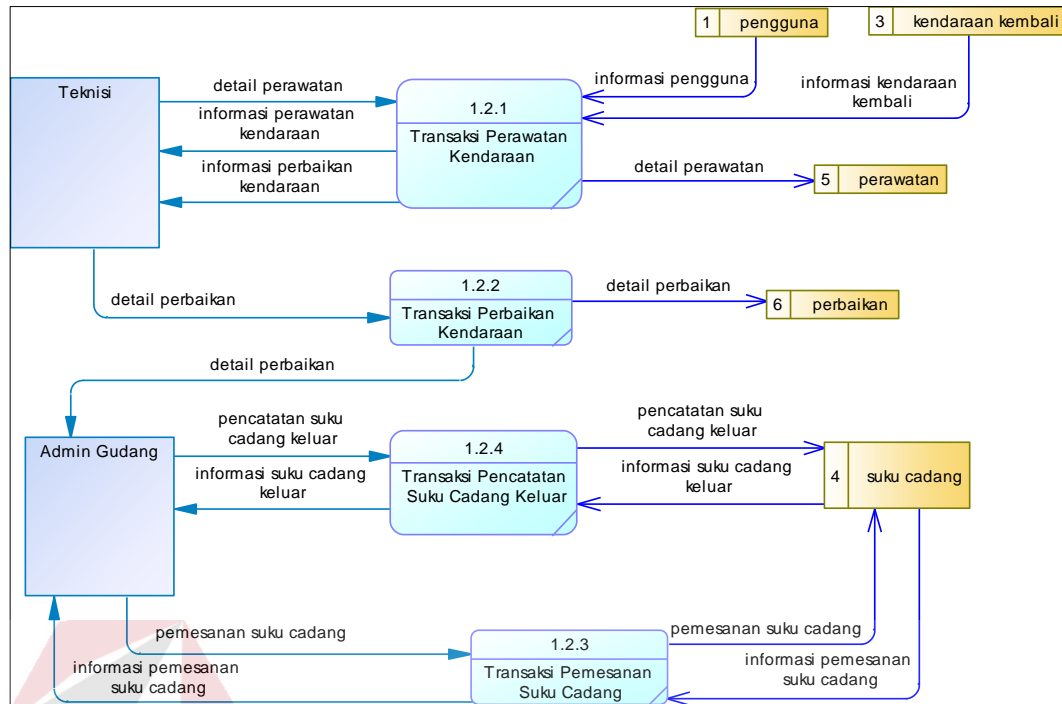 1 pengguna
3 kendaraan kembali
Teknisi
detail perawatan
informasi perawatan
kendaraan
informasi perbaikan
kendaraan
1.2.1
Transaksi Perawatan
Kendaraan
informasi pengguna
informasi kendaraan
kembali
detail perawatan
5 perawatan
detail perbaikan
1.2.2
Transaksi Perbaikan
Kendaraan
detail perbaikan
6 perbaikan
detail perbaikan
Admin Gudang
pencatatan suku
cadang keluar
informasi suku cadang
keluar
1.2.4
Transaksi Pencatatan
Suku Cadang Keluar
pencatatan suku
cadang keluar
informasi suku cadang
keluar
4 suku cadang
pemesanan suku cadang
informasi pemesanan
suku cadang
1.2.3
Transaksi Pemesanan
Suku Cadang
pemesanan suku cadang
informasi pemesanan
suku cadang